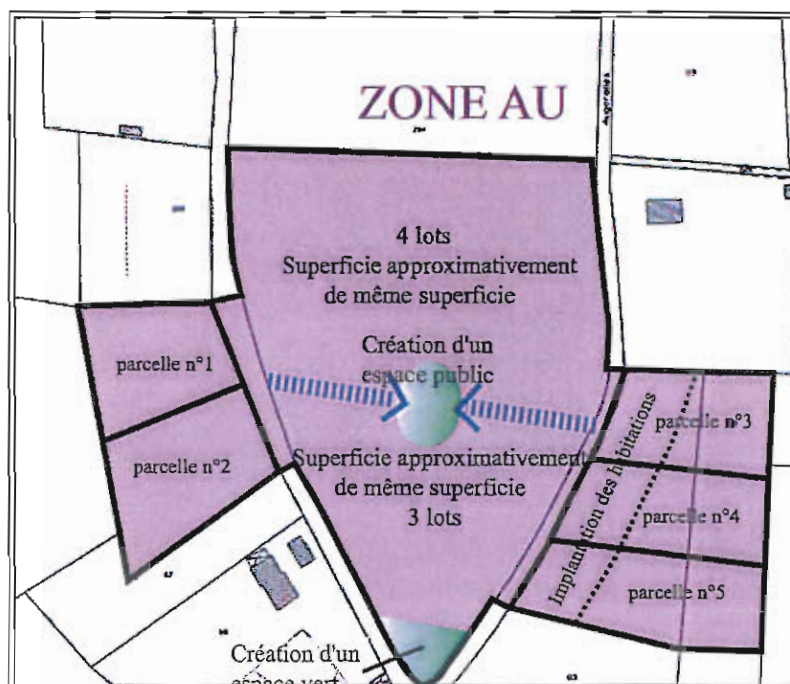 ZONE AU
4 lots
Superficie approximativement
de même superficie
Création d'un
espace public
parcelle n°1
parcelle n°2
Superficie approximativement
de même superficie
3 lots
Implantation des habitations
parcelle n°3
parcelle n°4
parcelle n°5
Création d'un
espace vert
63